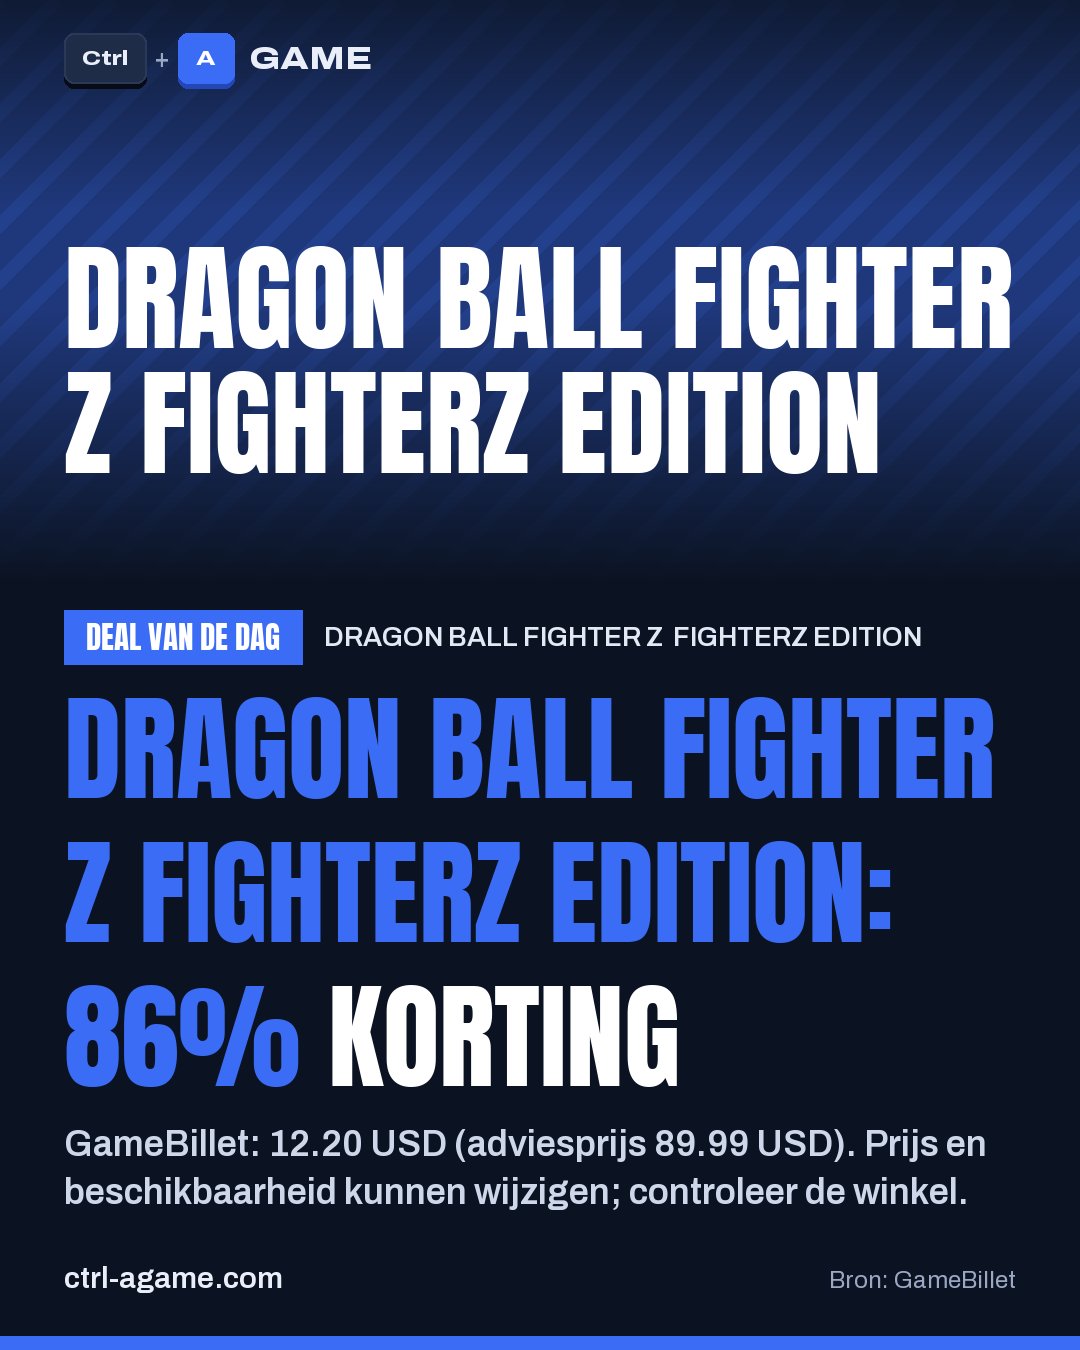 Ctrl + A GAME
DRAGON BALL FIGHTER
Z FIGHTERZ EDITION
DEAL VAN DE DAG DRAGON BALL FIGHTER Z FIGHTERZ EDITION
DRAGON BALL FIGHTER
Z FIGHTERZ EDITION:
86% KORTING
GameBillet: 12.20 USD (adviesprijs 89.99 USD). Prijs en
beschikbaarheid kunnen wijzigen; controleer de winkel.
ctrl-agame.com Bron: GameBillet